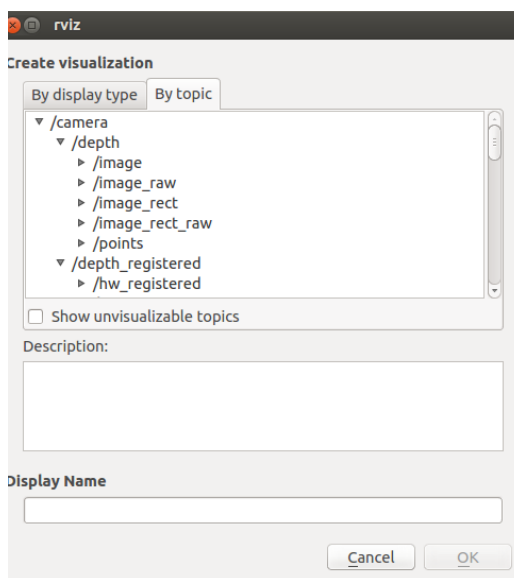 rviz
Create visualization
By display type By topic
/camera
/depth
/image
/image_raw
/image_rect
/image_rect_raw
/points
/depth_registered
/hw_registered
Show unvisualizable topics
Description:
Display Name
Cancel OK